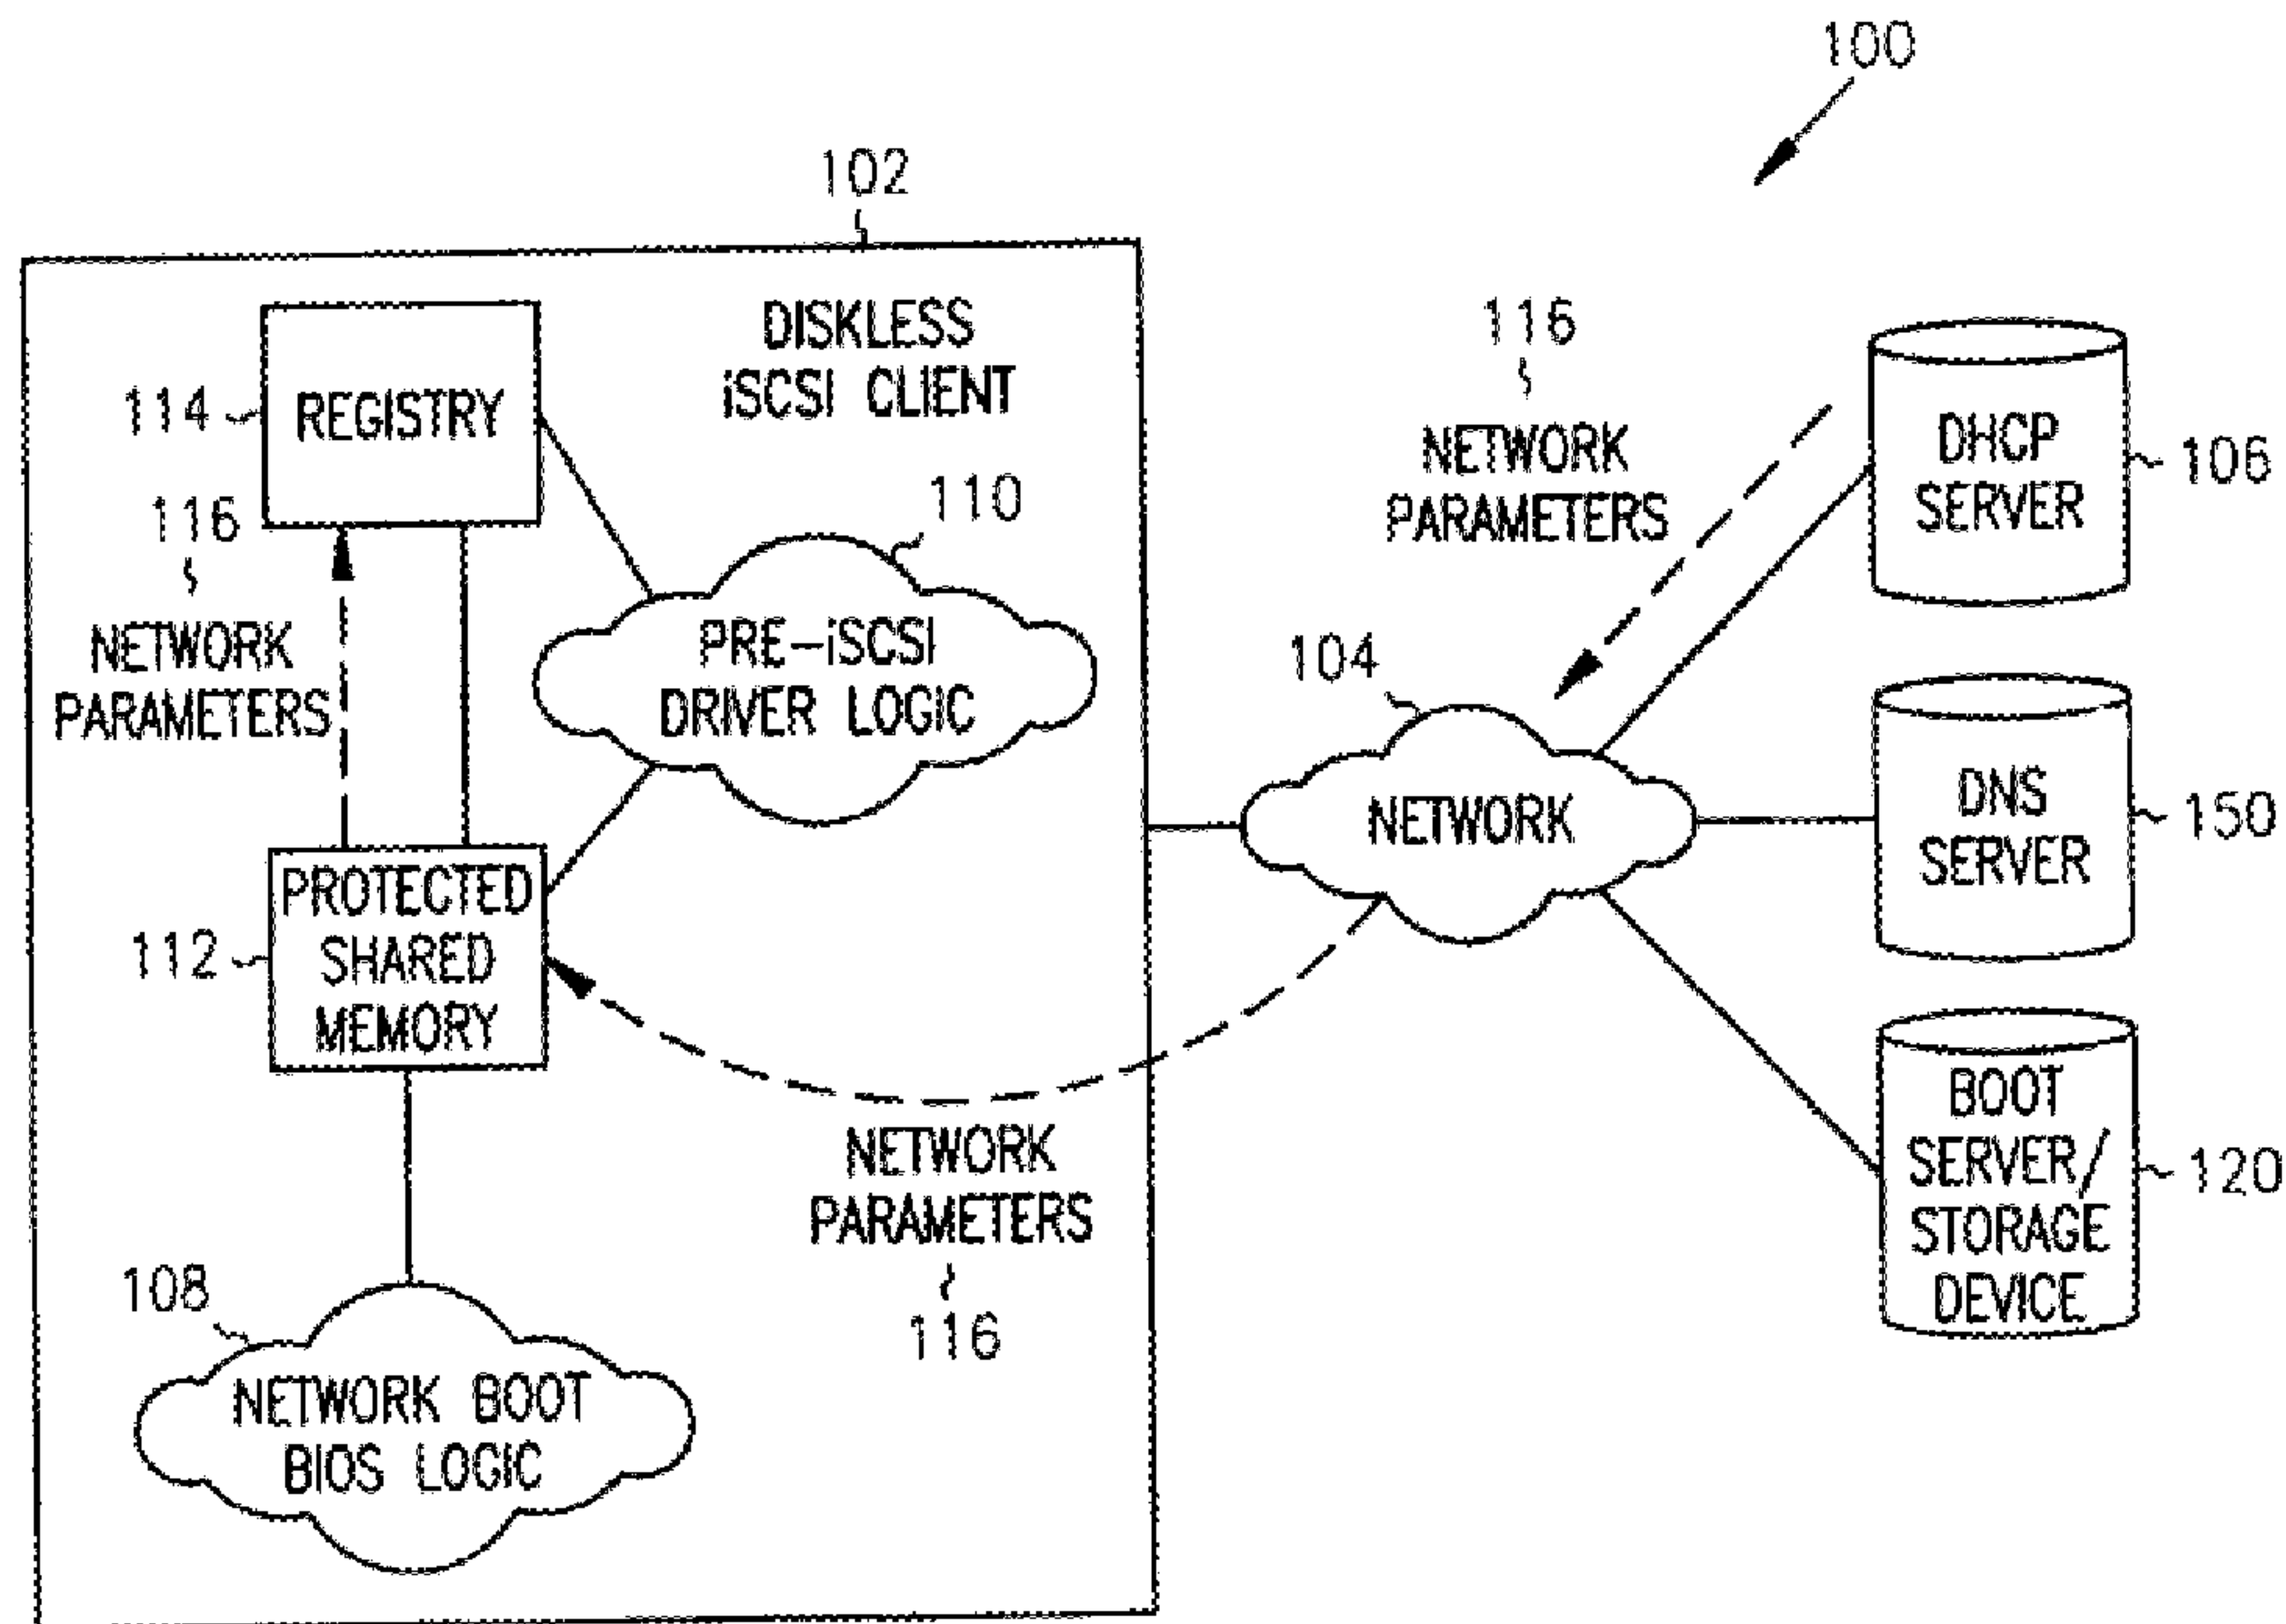 100
102
DISKLESS
iSCSI CLIENT
114
REGISTRY
116
NETWORK
PARAMETERS
110
PRE-iSCSI
DRIVER LOGIC
112
PROTECTED
SHARED
MEMORY
NETWORK
PARAMETERS
116
108
NETWORK BOOT
BIOS LOGIC
116
NETWORK
PARAMETERS
104
NETWORK
DHCP
SERVER
106
DNS
SERVER
150
BOOT
SERVER/
STORAGE
DEVICE
120